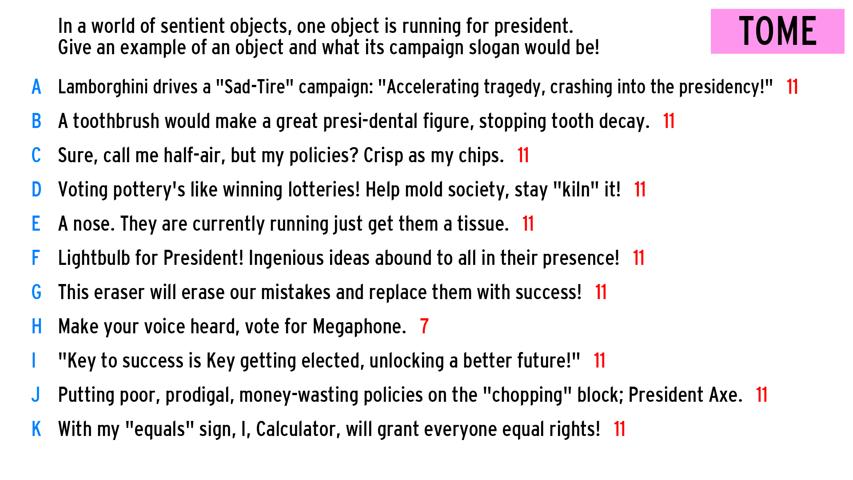 In a world of sentient objects, one object is running for president.
Give an example of an object and what its campaign slogan would be!
TOME
A Lamborghini drives a "Sad-Tire" campaign: "Accelerating tragedy, crashing into the presidency!" 11
B A toothbrush would make a great presi-dental figure, stopping tooth decay. 11
C Sure, call me half-air, but my policies? Crisp as my chips. 11
D Voting pottery's like winning lotteries! Help mold society, stay "kiln" it! 11
E A nose. They are currently running just get them a tissue. 11
F Lightbulb for President! Ingenious ideas abound to all in their presence! 11
G This eraser will erase our mistakes and replace them with success! 11
H Make your voice heard, vote for Megaphone. 7
I "Key to success is Key getting elected, unlocking a better future!" 11
J Putting poor, prodigal, money-wasting policies on the "chopping" block; President Axe. 11
K With my "equals" sign, I, Calculator, will grant everyone equal rights! 11